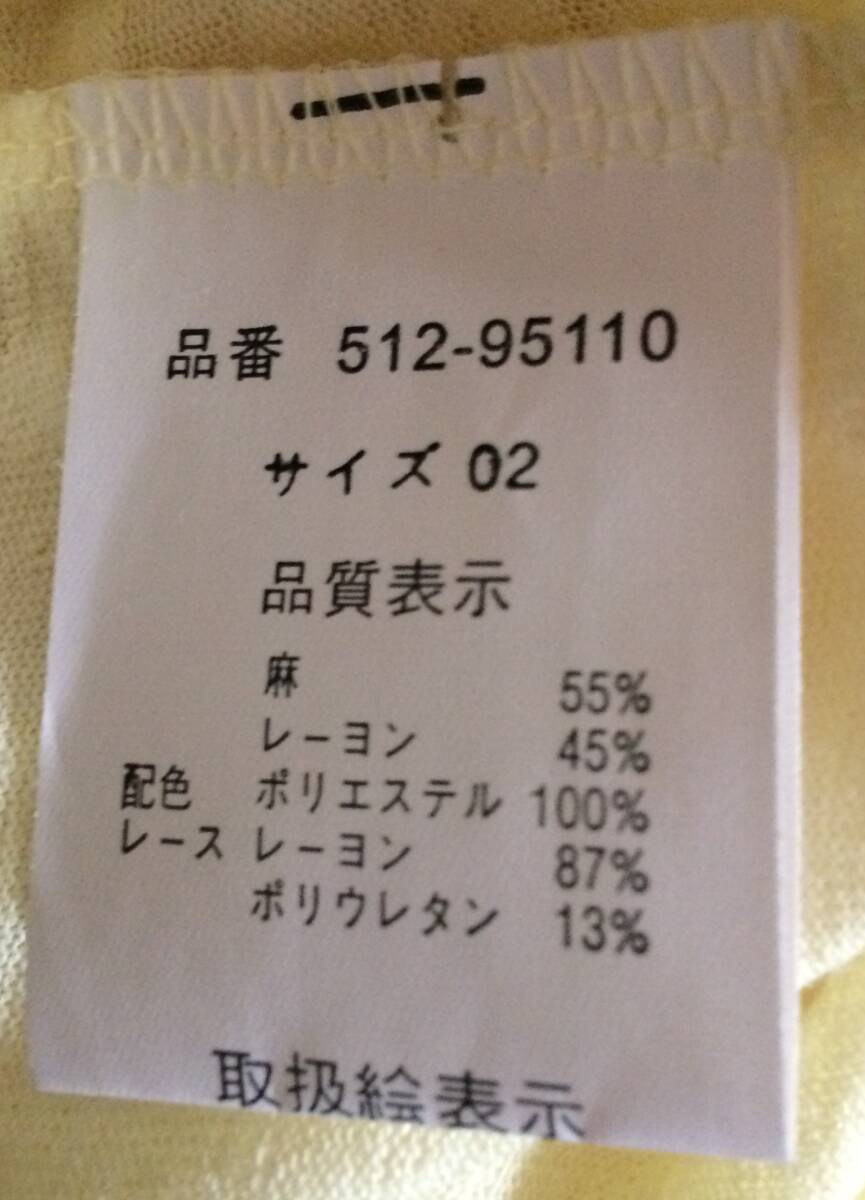 品番 512-95110
サイズ 02
品質表示
麻 55%
レーヨン 45%
配色 ポリエステル 100%
レース レーヨン 87%
ポリウレタン 13%
取扱絵表示